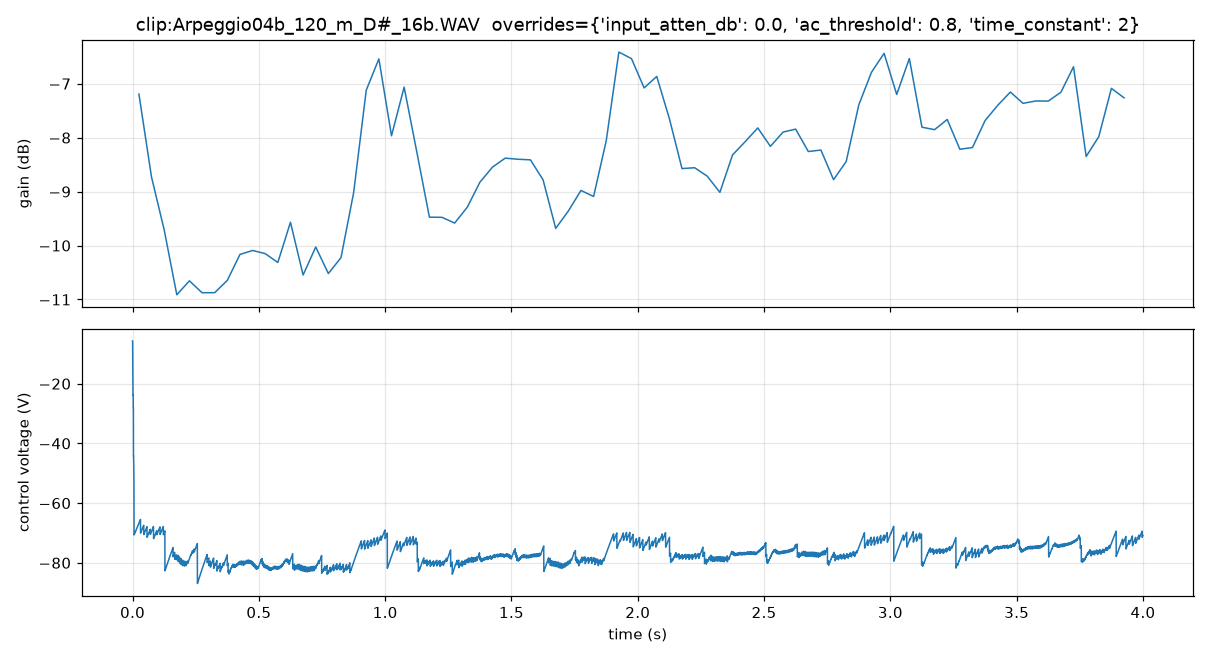 clip:Arpeggio04b_120_m_D#_16b.WAV  overrides={'input_atten_db': 0.0, 'ac_threshold': 0.8, 'time_constant': 2}
gain (dB)
−7
−8
−9
−10
−11
control voltage (V)
−20
−40
−60
−80
0.0 0.5 1.0 1.5 2.0 2.5 3.0 3.5 4.0
time (s)